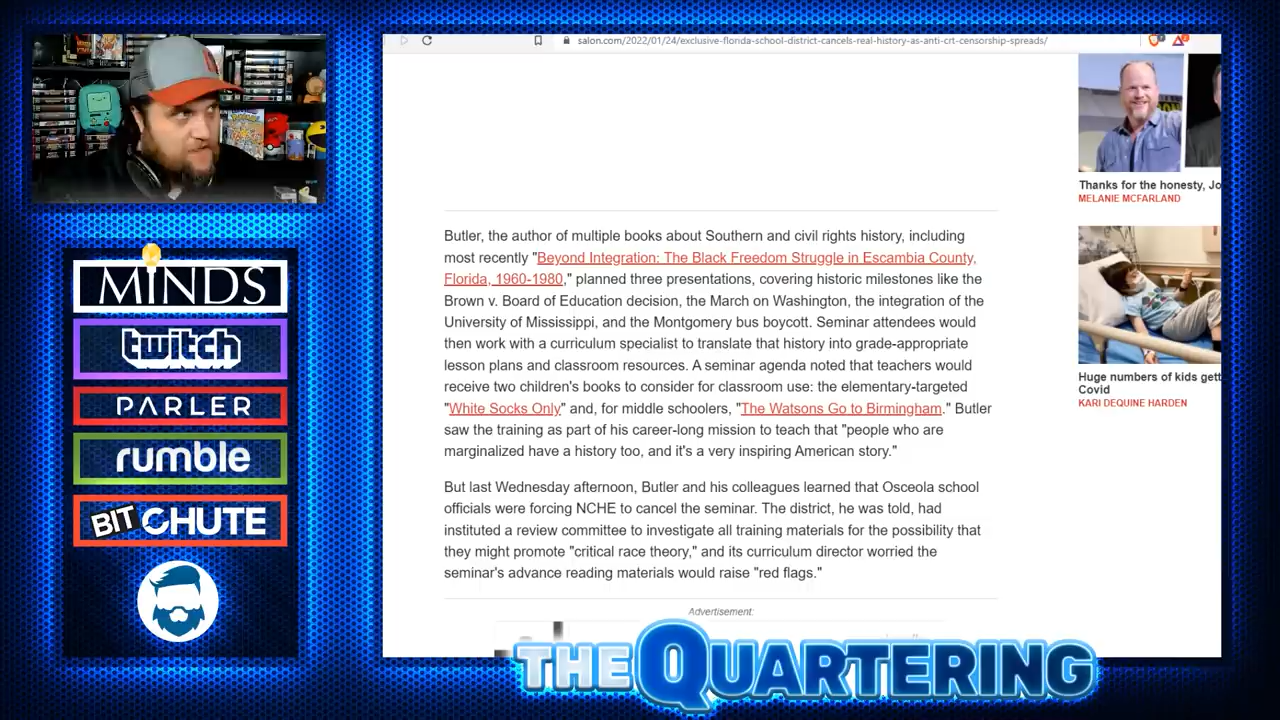 salon.com/2022/01/24/exclusive-florida-school-district-cancels-real-history-as-anti-crt-censorship-spreads/
MINDS
twitch
PARLER
rumble
BITCHUTE
Butler, the author of multiple books about Southern and civil rights history, including
most recently "Beyond Integration: The Black Freedom Struggle in Escambia County,
Florida, 1960-1980," planned three presentations, covering historic milestones like the
Brown v. Board of Education decision, the March on Washington, the integration of the
University of Mississippi, and the Montgomery bus boycott. Seminar attendees would
then work with a curriculum specialist to translate that history into grade-appropriate
lesson plans and classroom resources. A seminar agenda noted that teachers would
receive two children's books to consider for classroom use: the elementary-targeted
"White Socks Only" and, for middle schoolers, "The Watsons Go to Birmingham." Butler
saw the training as part of his career-long mission to teach that "people who are
marginalized have a history too, and it's a very inspiring American story."
But last Wednesday afternoon, Butler and his colleagues learned that Osceola school
officials were forcing NCHE to cancel the seminar. The district, he was told, had
instituted a review committee to investigate all training materials for the possibility that
they might promote "critical race theory," and its curriculum director worried the
seminar's advance reading materials would raise "red flags."
Advertisement:
Thanks for the honesty, Jo
MELANIE MCFARLAND
Huge numbers of kids gett
Covid
KARI DEQUINE HARDEN
THE QUARTERING